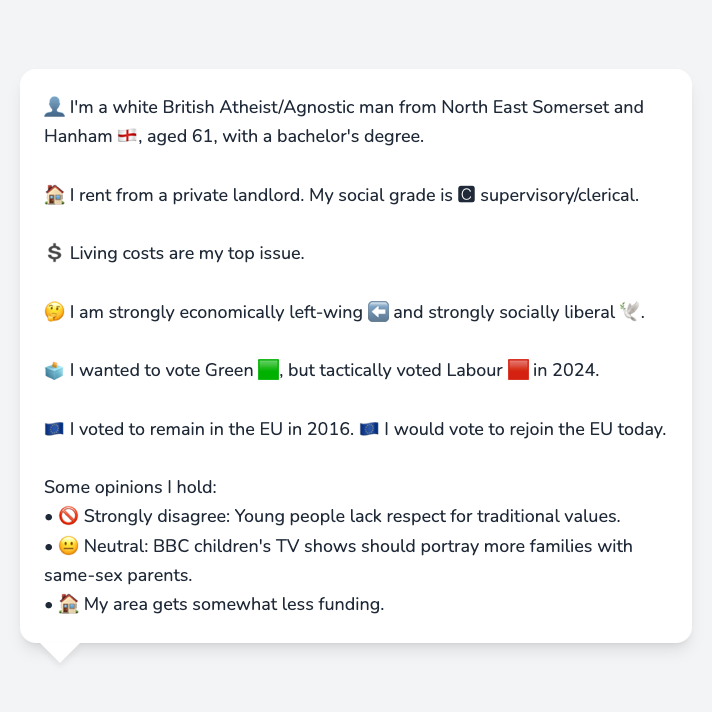 👤 I'm a white British Atheist/Agnostic man from North East Somerset and
Hanham 🏴󠁧󠁢󠁥󠁮󠁧󠁿, aged 61, with a bachelor's degree.
🏠 I rent from a private landlord. My social grade is 🅲 supervisory/clerical.
💲 Living costs are my top issue.
🤔 I am strongly economically left-wing ⬅️ and strongly socially liberal 🕊️.
🗳️ I wanted to vote Green 🟩, but tactically voted Labour 🟥 in 2024.
🇪🇺 I voted to remain in the EU in 2016. 🇪🇺 I would vote to rejoin the EU today.
Some opinions I hold:
• 🚫 Strongly disagree: Young people lack respect for traditional values.
• 😐 Neutral: BBC children's TV shows should portray more families with
same-sex parents.
• 🏠 My area gets somewhat less funding.